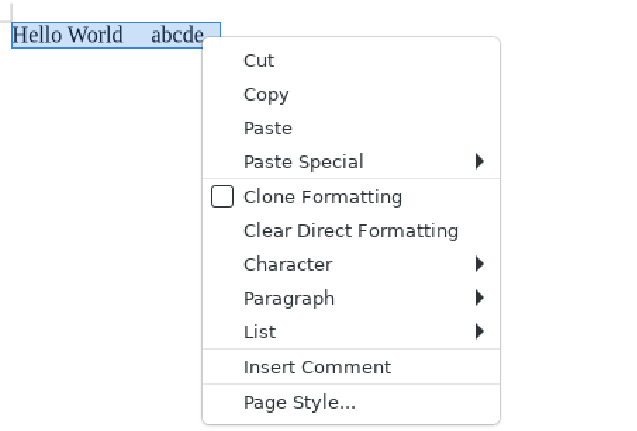 Hello World abcde
Cut
Copy
Paste
Paste Special
Clone Formatting
Clear Direct Formatting
Character
Paragraph
List
Insert Comment
Page Style...